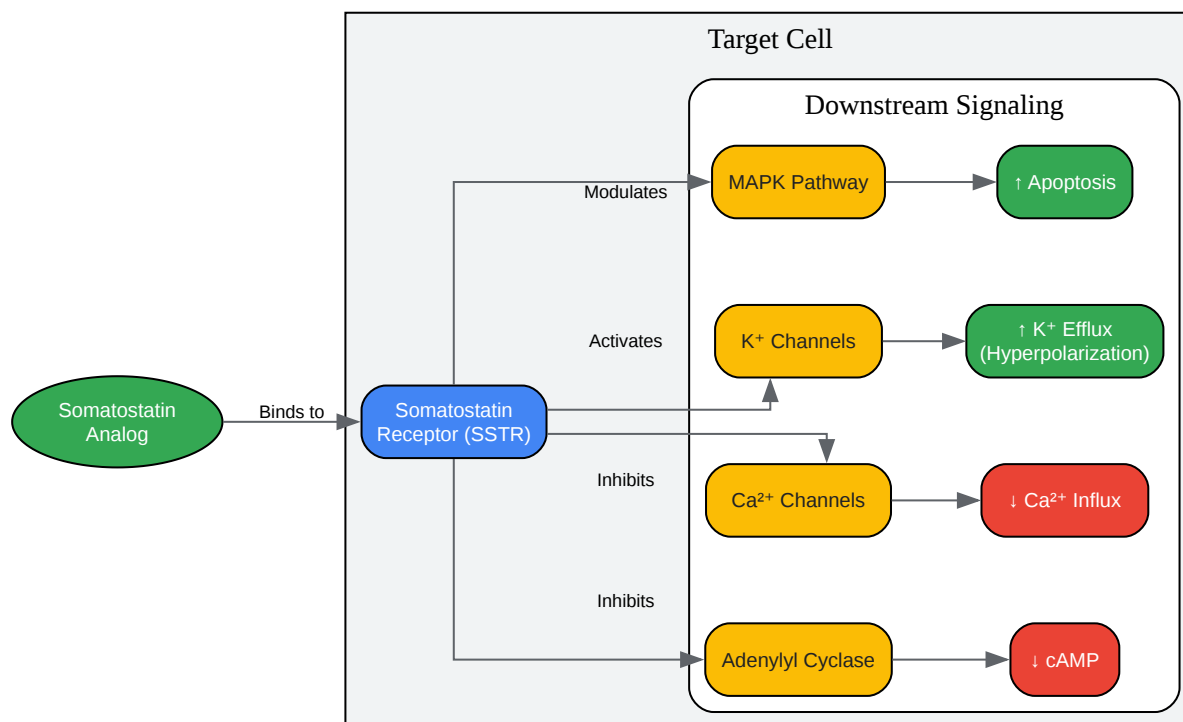 Target Cell
Downstream Signaling
MAPK Pathway
↑ Apoptosis
Modulates
K⁺ Channels
↑ K⁺ Efflux
(Hyperpolarization)
Activates
Somatostatin
Analog
Binds to
Somatostatin
Receptor (SSTR)
Inhibits
Ca²⁺ Channels
↓ Ca²⁺ Influx
Inhibits
Adenylyl Cyclase
↓ cAMP